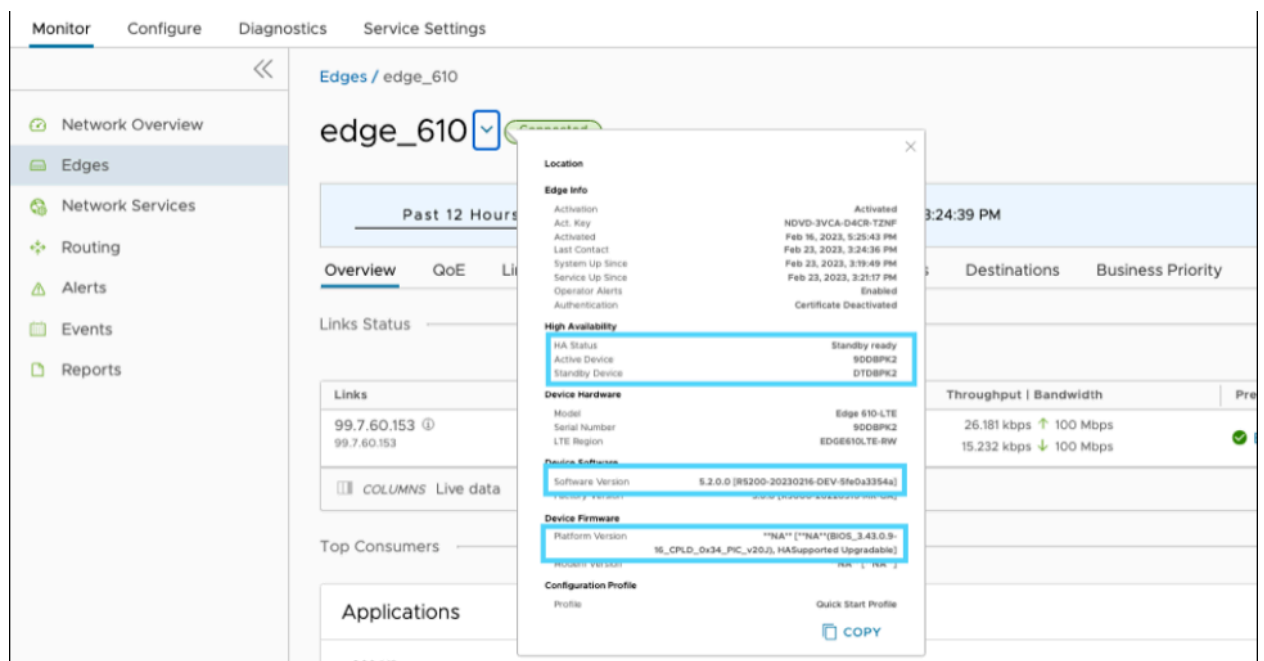 Monitor Configure Diagnostics Service Settings
Network Overview
Edges
Network Services
Routing
Alerts
Events
Reports
Edges / edge_610
edge_610
Past 12 Hours
3:24:39 PM
Overview QoE Destinations Business Priority
Links Status
Links Throughput | Bandwidth
99.7.60.153
99.7.60.153
26.181 kbps ↑ 100 Mbps
15.232 kbps ↓ 100 Mbps
COLUMNS Live data
Top Consumers
Applications
Location
Edge Info
Activation Activated
Act. Key NDVD-3VCA-D4CR-TZNF
Activated Feb 16, 2023, 5:25:43 PM
Last Contact Feb 23, 2023, 3:24:36 PM
System Up Since Feb 23, 2023, 3:19:49 PM
Service Up Since Feb 23, 2023, 3:21:17 PM
Operator Alerts Enabled
Authentication Certificate Deactivated
High Availability
HA Status Standby ready
Active Device 9DDBPK2
Standby Device DTDBPK2
Device Hardware
Model Edge 610-LTE
Serial Number 9DDBPK2
LTE Region EDGE610LTE-RW
Device Software
Software Version 5.2.0.0 [R5200-20230216-DEV-5fe0a3354a]
Factory Version
Device Firmware
Platform Version **NA** [**NA**(BIOS_3.43.0.9-
16_CPLD_0x34_PIC_v20J), HASupported Upgradable]
Modem Version
Configuration Profile
Profile Quick Start Profile
COPY